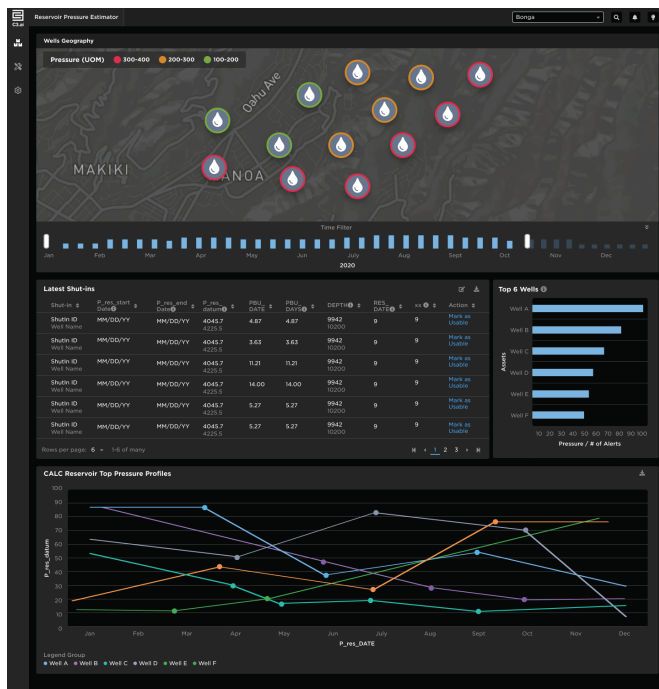 C3.ai
Reservoir Pressure Estimator
Bonga
Wells Geography
Pressure (UOM) 300-400 200-300 100-200
Oahu Ave
MAKIKI
MANOA
Time Filter
Jan Feb Mar Apr May Jun July Aug Sept Oct Nov Dec
2020
Latest Shut-ins
Shut-in P_res_start Date P_res_end Date P_res_ datum PBU_ DATE PBU_ DAYS DEPTH RES_ DATE xx Action
Shutin ID MM/DD/YY MM/DD/YY 4045.7 4.87 4.87 9942 9 9 Mark as Usable
Well Name 4225.5 10200
Shutin ID MM/DD/YY MM/DD/YY 4045.7 3.63 3.63 9942 9 9 Mark as Usable
Well Name 4225.5 10200
Shutin ID MM/DD/YY MM/DD/YY 4045.7 11.21 11.21 9942 9 9 Mark as Usable
Well Name 4225.5 10200
Shutin ID MM/DD/YY MM/DD/YY 4045.7 14.00 14.00 9942 9 9 Mark as Usable
Well Name 4225.5 10200
Shutin ID MM/DD/YY MM/DD/YY 4045.7 5.27 5.27 9942 9 9 Mark as Usable
Well Name 4225.5 10200
Shutin ID MM/DD/YY MM/DD/YY 4045.7 5.27 5.27 9942 9 9 Mark as Usable
Well Name 4225.5 10200
Rows per page: 6 1-6 of many
1 2 3
Top 6 Wells
Assets
Well A
Well B
Well C
Well D
Well E
Well F
10 20 30 40 50 60 70 80 90 100
Pressure / # of Alerts
CALC Reservoir Top Pressure Profiles
P_res_datum
100
90
80
70
60
50
40
30
20
10
0
Jan Feb Mar Apr May Jun July Aug Sept Oct Nov Dec
P_res_DATE
Legend Group
Well A Well B Well C Well D Well E Well F